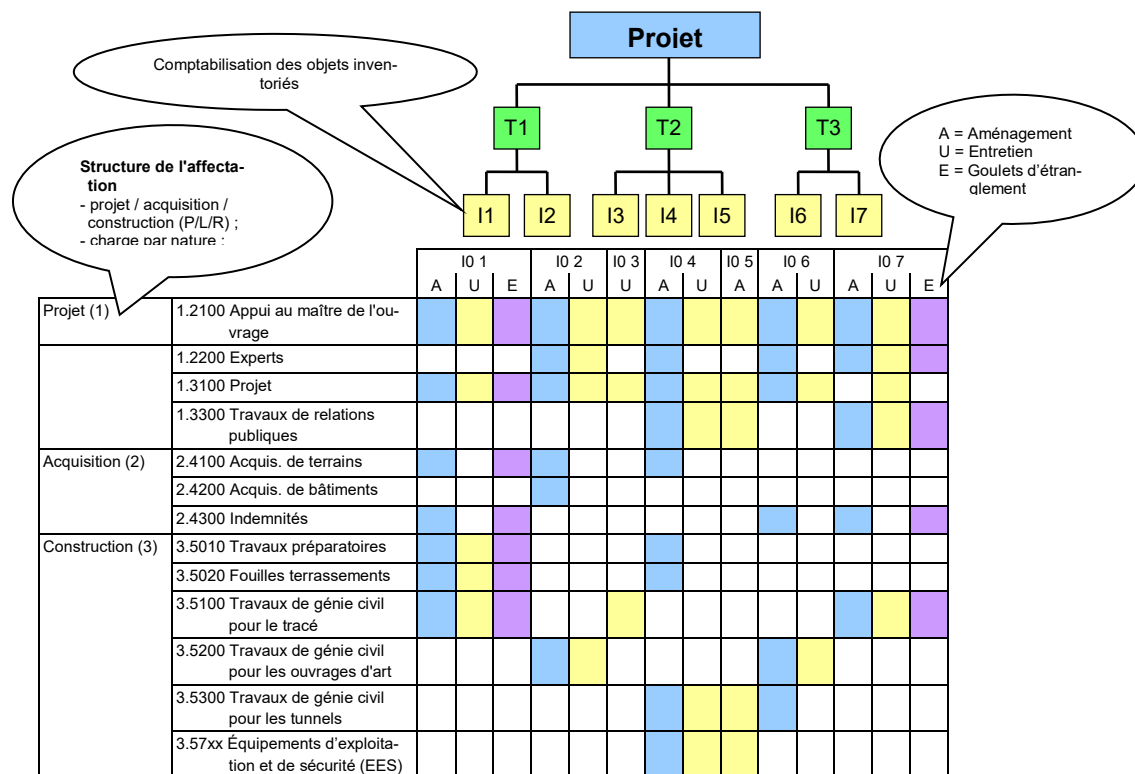 Projet
Comptabilisation des objets inven-
toriés
T1 T2 T3
A = Aménagement
U = Entretien
E = Goulets d'étran-
glement
Structure de l'affecta-
tion
- projet / acquisition /
construction (P/L/R) ;
- charge par nature ;
I1 I2 I3 I4 I5 I6 I7
I0 1 I0 2 I0 3 I0 4 I0 5 I0 6 I0 7
A U E A U U A U A A U A U E
Projet (1) 1.2100 Appui au maître de l'ou-
vrage
1.2200 Experts
1.3100 Projet
1.3300 Travaux de relations
publiques
Acquisition (2) 2.4100 Acquis. de terrains
2.4200 Acquis. de bâtiments
2.4300 Indemnités
Construction (3) 3.5010 Travaux préparatoires
3.5020 Fouilles terrassements
3.5100 Travaux de génie civil
pour le tracé
3.5200 Travaux de génie civil
pour les ouvrages d'art
3.5300 Travaux de génie civil
pour les tunnels
3.57xx Équipements d'exploita-
tion et de sécurité (EES)